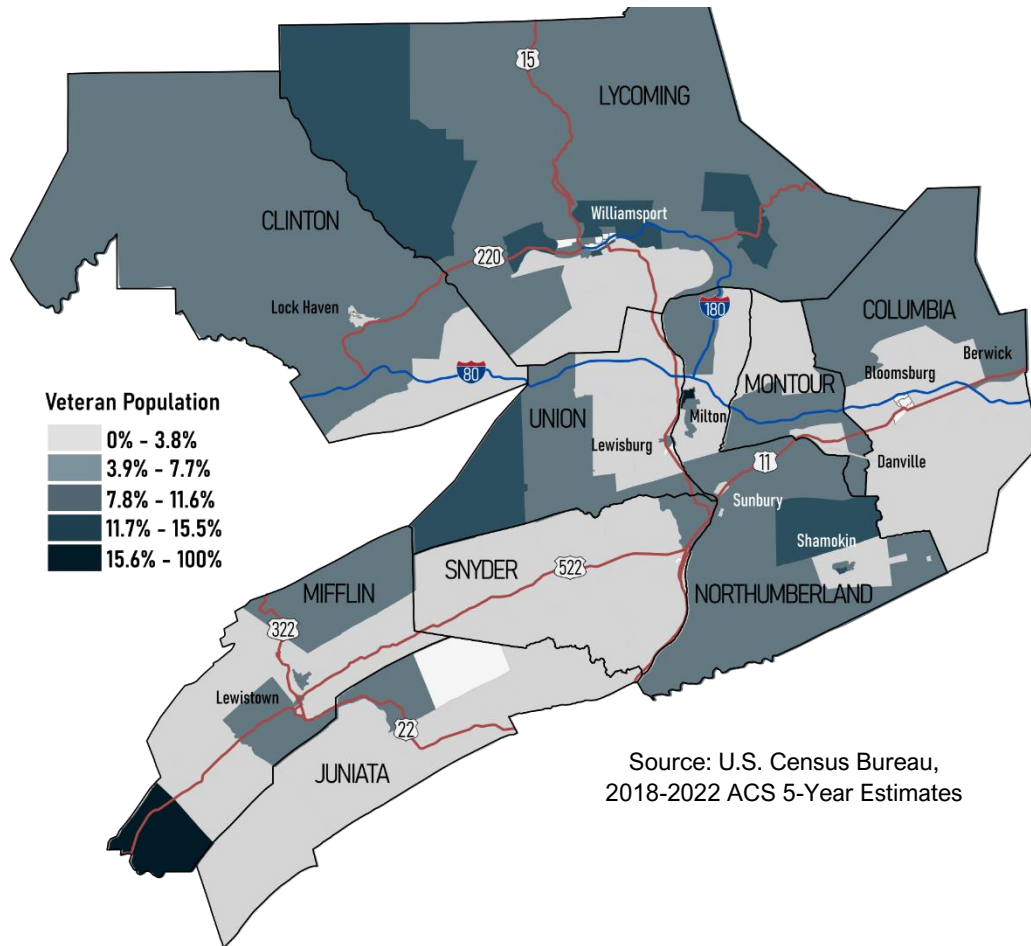 15
LYCOMING
Williamsport
CLINTON
220
Lock Haven
180
COLUMBIA
Berwick
80
MONTOUR
Bloomsburg
Veteran Population
0% - 3.8%
3.9% - 7.7%
7.8% - 11.6%
11.7% - 15.5%
15.6% - 100%
UNION
Milton
Lewisburg
11
Danville
Sunbury
Shamokin
SNYDER
522
MIFFLIN
NORTHUMBERLAND
322
Lewistown
22
JUNIATA
Source: U.S. Census Bureau,
2018-2022 ACS 5-Year Estimates